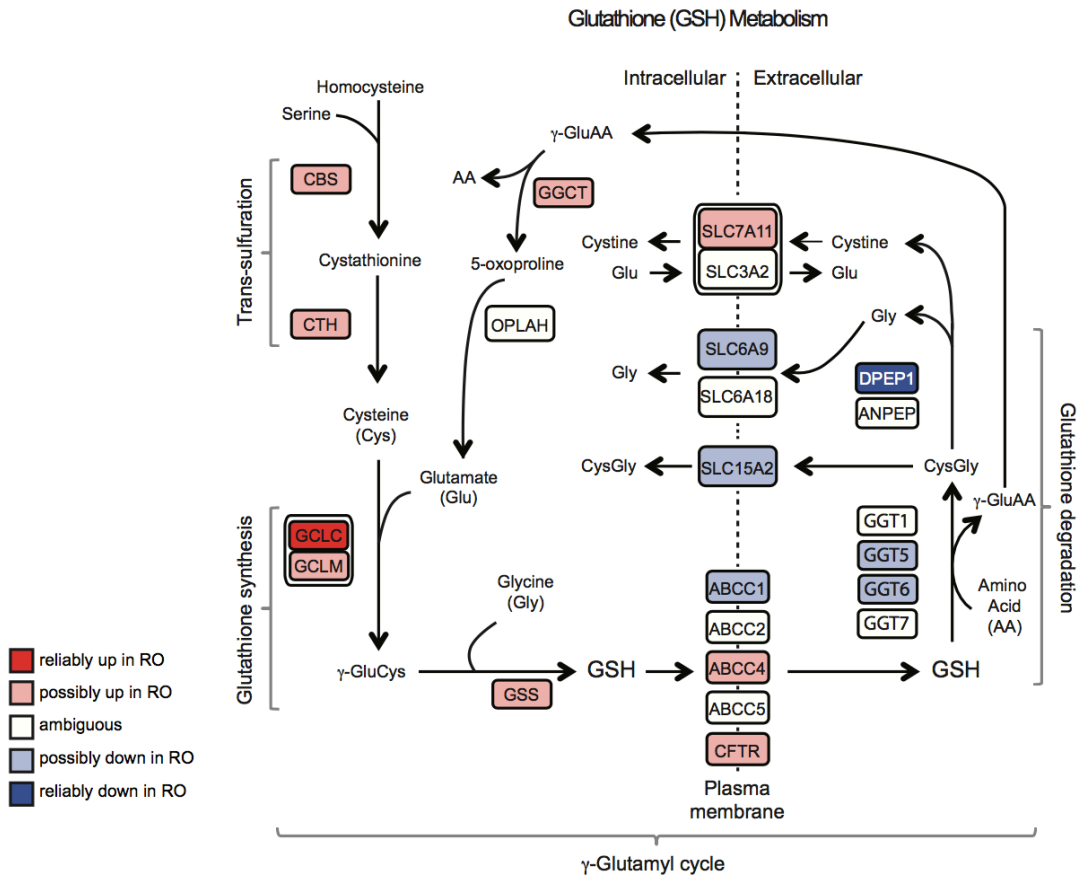 Glutathione (GSH) Metabolism
Intracellular
Extracellular
Homocysteine
Serine
γ-GluAA
Trans-sulfuration
CBS
AA
GGCT
SLC7A11
Cystine
Cystine
Cystathionine
5-oxoproline
Glu
SLC3A2
Glu
CTH
OPLAH
Gly
SLC6A9
Gly
DPEP1
SLC6A18
ANPEP
Cysteine
(Cys)
CysGly
SLC15A2
CysGly
Glutamate
(Glu)
γ-GluAA
Glutathione degradation
Glutathione synthesis
GCLC
GCLM
GGT1
GGT5
GGT6
GGT7
Glycine
(Gly)
Amino
Acid
(AA)
ABCC1
ABCC2
ABCC4
ABCC5
CFTR
γ-GluCys
GSS
GSH
GSH
Plasma
membrane
reliably up in RO
possibly up in RO
ambiguous
possibly down in RO
reliably down in RO
γ-Glutamyl cycle